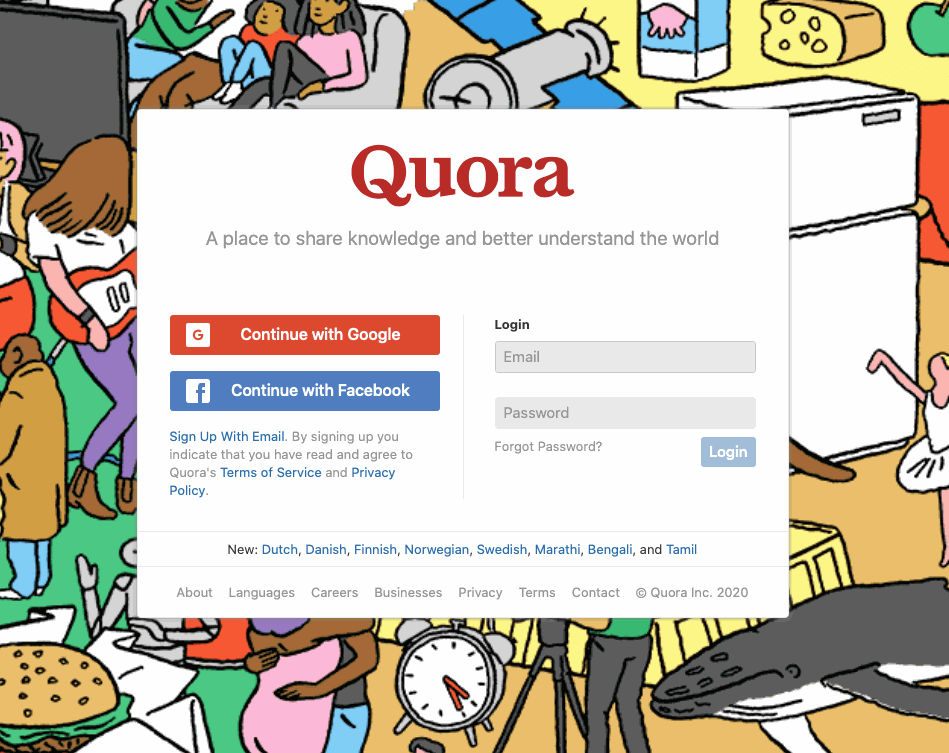 Quora
A place to share knowledge and better understand the world
G Continue with Google
f Continue with Facebook
Sign Up With Email. By signing up you
indicate that you have read and agree to
Quora's Terms of Service and Privacy
Policy.
Login
Email
Password
Forgot Password?
Login
New: Dutch, Danish, Finnish, Norwegian, Swedish, Marathi, Bengali, and Tamil
About Languages Careers Businesses Privacy Terms Contact © Quora Inc. 2020